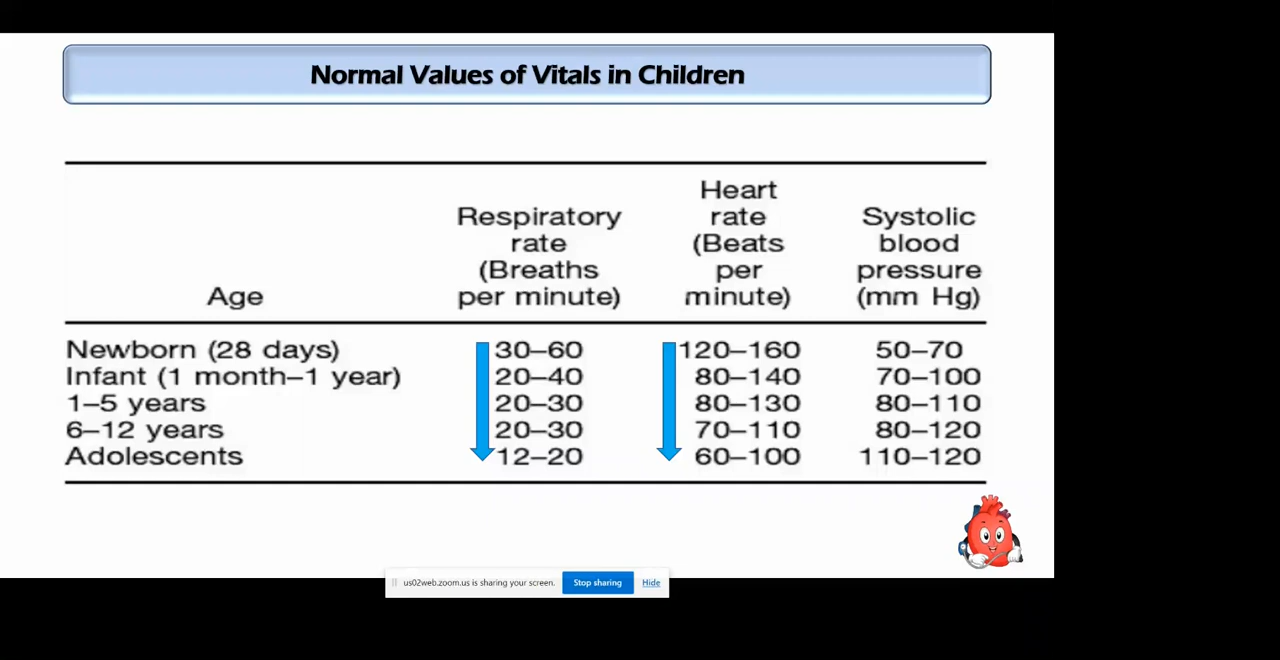 Normal Values of Vitals in Children
Age
Respiratory
rate
(Breaths
per minute)
Heart
rate
(Beats
per
minute)
Systolic
blood
pressure
(mm Hg)
Newborn (28 days) 30–60 120–160 50–70
Infant (1 month–1 year) 20–40 80–140 70–100
1–5 years 20–30 80–130 80–110
6–12 years 20–30 70–110 80–120
Adolescents 12–20 60–100 110–120
us02web.zoom.us is sharing your screen. Stop sharing Hide